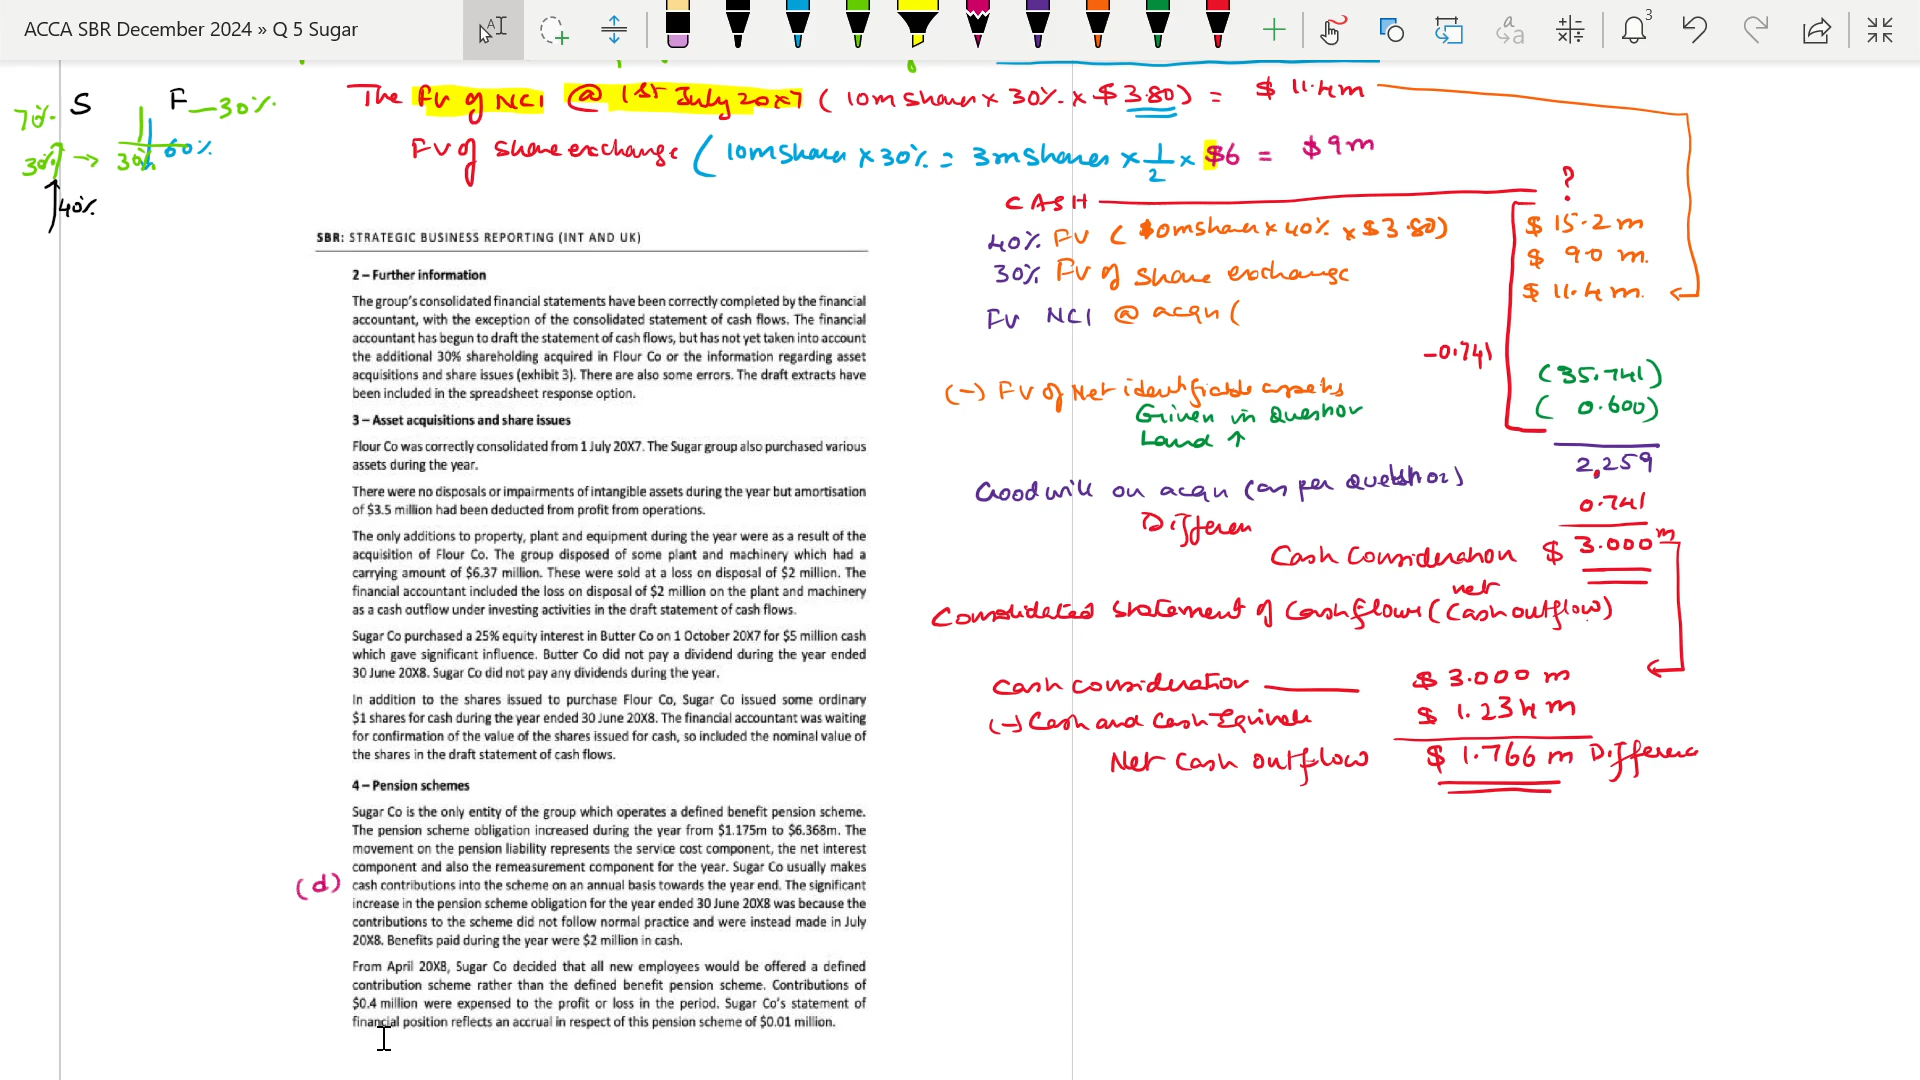 ACCA SBR December 2024 » Q 5 Sugar
3
The FV of NCI @ 1st July 20x7 (10m shares x 30% x $3.80) = $ 11.4m
70% S F 30%
30% → 30% 60%
40%
FV of share exchange (10m shares x 30% = 3m shares x 1/2 x $6 = $9m
CASH ?
40% FV ( 10m shares x 40% x $3.80) $ 15.2 m
30% FV of share exchange $ 9.0 m.
FV NCI @ acqn ( $ 11.4 m.
-0.741
(35.741)
(-) FV of Net identifiable assets
Given in Question ( 0.600)
Land ↑
2,259
Goodwill on acqn (as per question)
0.741
Differen
Cash consideration $ 3.000 m
net
Consolidated statement of cashflows (Cash outflow)
Cash consideration $ 3.000 m
(-) Cash and cash Equivale $ 1.234 m
Net cash outflow $ 1.766 m Difference
SBR: STRATEGIC BUSINESS REPORTING (INT AND UK)
2 – Further information
The group's consolidated financial statements have been correctly completed by the financial
accountant, with the exception of the consolidated statement of cash flows. The financial
accountant has begun to draft the statement of cash flows, but has not yet taken into account
the additional 30% shareholding acquired in Flour Co or the information regarding asset
acquisitions and share issues (exhibit 3). There are also some errors. The draft extracts have
been included in the spreadsheet response option.
3 – Asset acquisitions and share issues
Flour Co was correctly consolidated from 1 July 20X7. The Sugar group also purchased various
assets during the year.
There were no disposals or impairments of intangible assets during the year but amortisation
of $3.5 million had been deducted from profit from operations.
The only additions to property, plant and equipment during the year were as a result of the
acquisition of Flour Co. The group disposed of some plant and machinery which had a
carrying amount of $6.37 million. These were sold at a loss on disposal of $2 million. The
financial accountant included the loss on disposal of $2 million on the plant and machinery
as a cash outflow under investing activities in the draft statement of cash flows.
Sugar Co purchased a 25% equity interest in Butter Co on 1 October 20X7 for $5 million cash
which gave significant influence. Butter Co did not pay a dividend during the year ended
30 June 20X8. Sugar Co did not pay any dividends during the year.
In addition to the shares issued to purchase Flour Co, Sugar Co issued some ordinary
$1 shares for cash during the year ended 30 June 20X8. The financial accountant was waiting
for confirmation of the value of the shares issued for cash, so included the nominal value of
the shares in the draft statement of cash flows.
4 – Pension schemes
Sugar Co is the only entity of the group which operates a defined benefit pension scheme.
The pension scheme obligation increased during the year from $1.175m to $6.368m. The
movement on the pension liability represents the service cost component, the net interest
component and also the remeasurement component for the year. Sugar Co usually makes
(d) cash contributions into the scheme on an annual basis towards the year end. The significant
increase in the pension scheme obligation for the year ended 30 June 20X8 was because the
contributions to the scheme did not follow normal practice and were instead made in July
20X8. Benefits paid during the year were $2 million in cash.
From April 20X8, Sugar Co decided that all new employees would be offered a defined
contribution scheme rather than the defined benefit pension scheme. Contributions of
$0.4 million were expensed to the profit or loss in the period. Sugar Co's statement of
financial position reflects an accrual in respect of this pension scheme of $0.01 million.